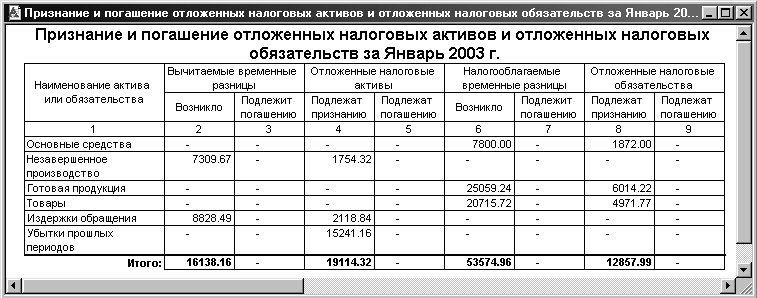 Признание и погашение отложенных налоговых активов и отложенных налоговых обязательств за Январь 20...
Признание и погашение отложенных налоговых активов и отложенных налоговых
обязательств за Январь 2003 г.
Наименование актива или обязательства Вычитаемые временные разницы Отложенные налоговые активы Налогооблагаемые временные разницы Отложенные налоговые обязательства
Возникло Подлежит погашению Подлежат признанию Подлежат погашению Возникло Подлежит погашению Подлежат признанию Подлежат погашению
1 2 3 4 5 6 7 8 9
Основные средства - - - - 7800.00 - 1872.00 -
Незавершенное производство 7309.67 - 1754.32 - - - - -
Готовая продукция - - - - 25059.24 - 6014.22 -
Товары - - - - 20715.72 - 4971.77 -
Издержки обращения 8828.49 - 2118.84 - - - - -
Убытки прошлых периодов - - 15241.16 - - - - -
Итого: 16138.16 - 19114.32 - 53574.96 - 12857.99 -